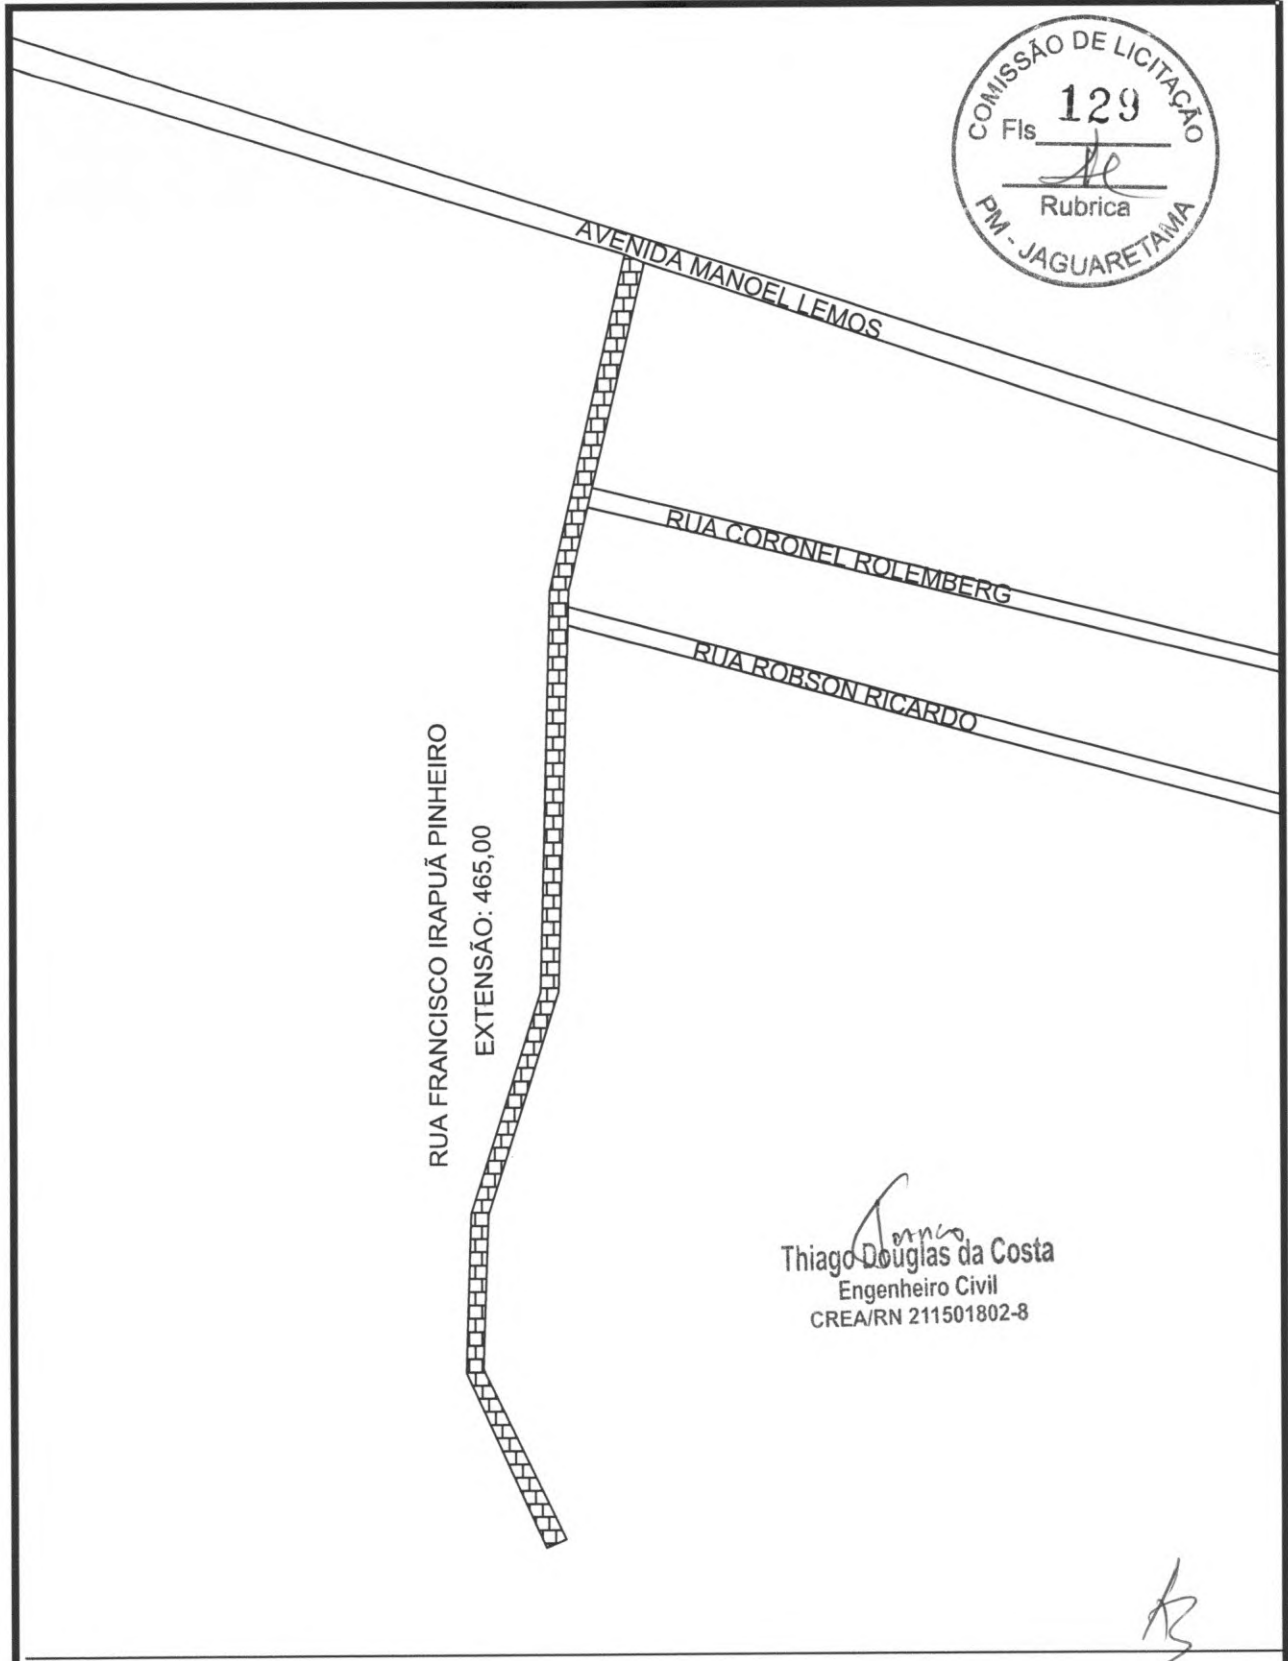 COMISSÃO DE LICITAÇÃO
Fls 129
Rubrica
PM - JAGUARETAMA
AVENIDA MANOEL LEMOS
RUA CORONEL ROLEMBERG
RUA ROBSON RICARDO
RUA FRANCISCO IRAPUÃ PINHEIRO
EXTENSÃO: 465,00
Thiago Douglas da Costa
Engenheiro Civil
CREA/RN 211501802-8